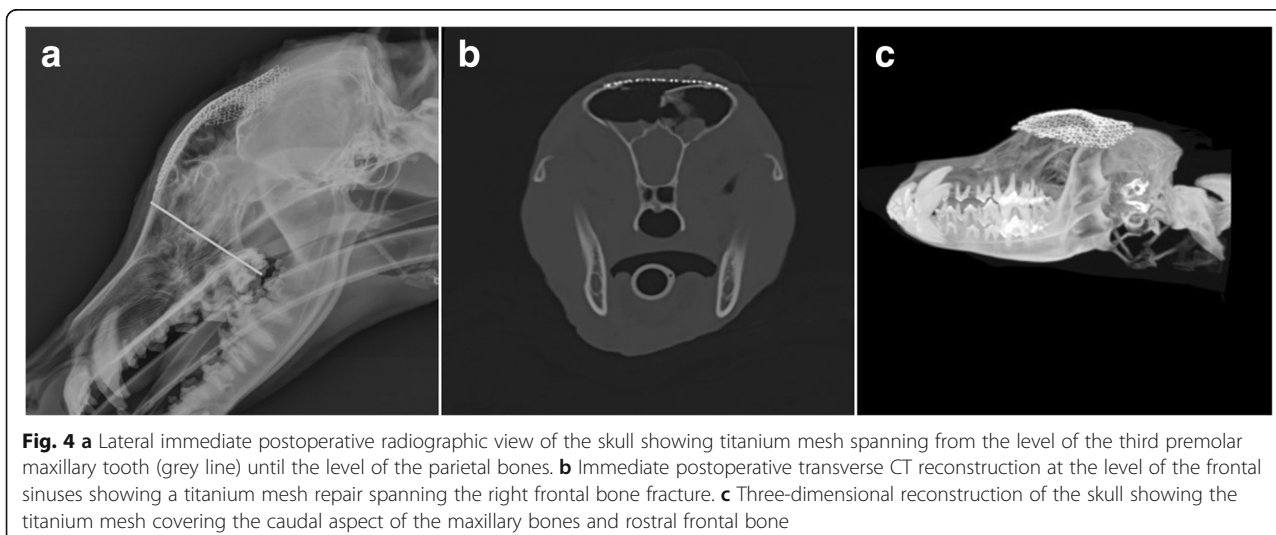 a
b
c
Fig. 4 a Lateral immediate postoperative radiographic view of the skull showing titanium mesh spanning from the level of the third premolar
maxillary tooth (grey line) until the level of the parietal bones. b Immediate postoperative transverse CT reconstruction at the level of the frontal
sinuses showing a titanium mesh repair spanning the right frontal bone fracture. c Three-dimensional reconstruction of the skull showing the
titanium mesh covering the caudal aspect of the maxillary bones and rostral frontal bone